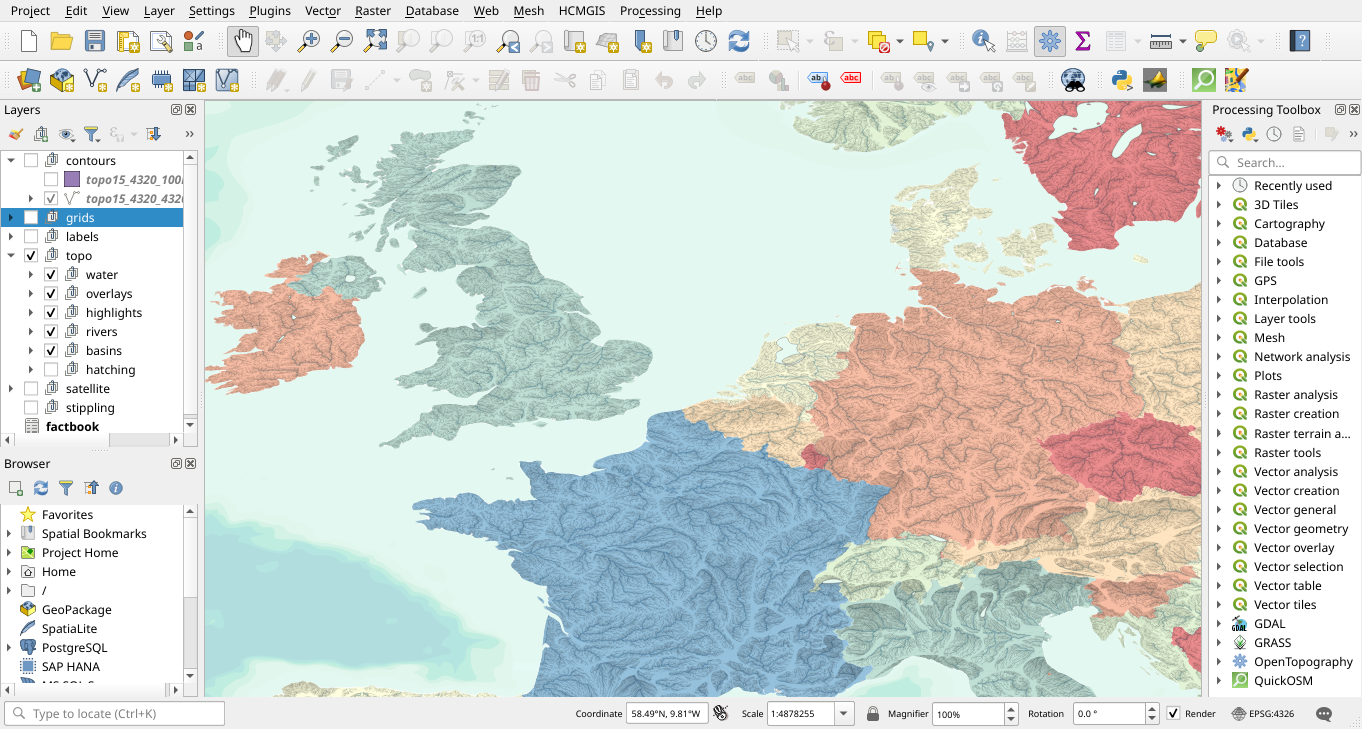 Project Edit View Layer Settings Plugins Vector Raster Database Web Mesh HCMGIS Processing Help
1:1
abc
ab
abc
Layers
contours
topo15_4320_100
topo15_4320_432
grids
labels
topo
water
overlays
highlights
rivers
basins
hatching
satellite
stippling
factbook
Browser
Favorites
Spatial Bookmarks
Project Home
Home
/
GeoPackage
SpatiaLite
PostgreSQL
SAP HANA
Processing Toolbox
Search...
Recently used
3D Tiles
Cartography
Database
File tools
GPS
Interpolation
Layer tools
Mesh
Network analysis
Plots
Raster analysis
Raster creation
Raster terrain a...
Raster tools
Vector analysis
Vector creation
Vector general
Vector geometry
Vector overlay
Vector selection
Vector table
Vector tiles
GDAL
GRASS
OpenTopography
QuickOSM
Type to locate (Ctrl+K)
Coordinate 58.49°N, 9.81°W Scale 1:4878255 Magnifier 100% Rotation 0.0 ° Render EPSG:4326